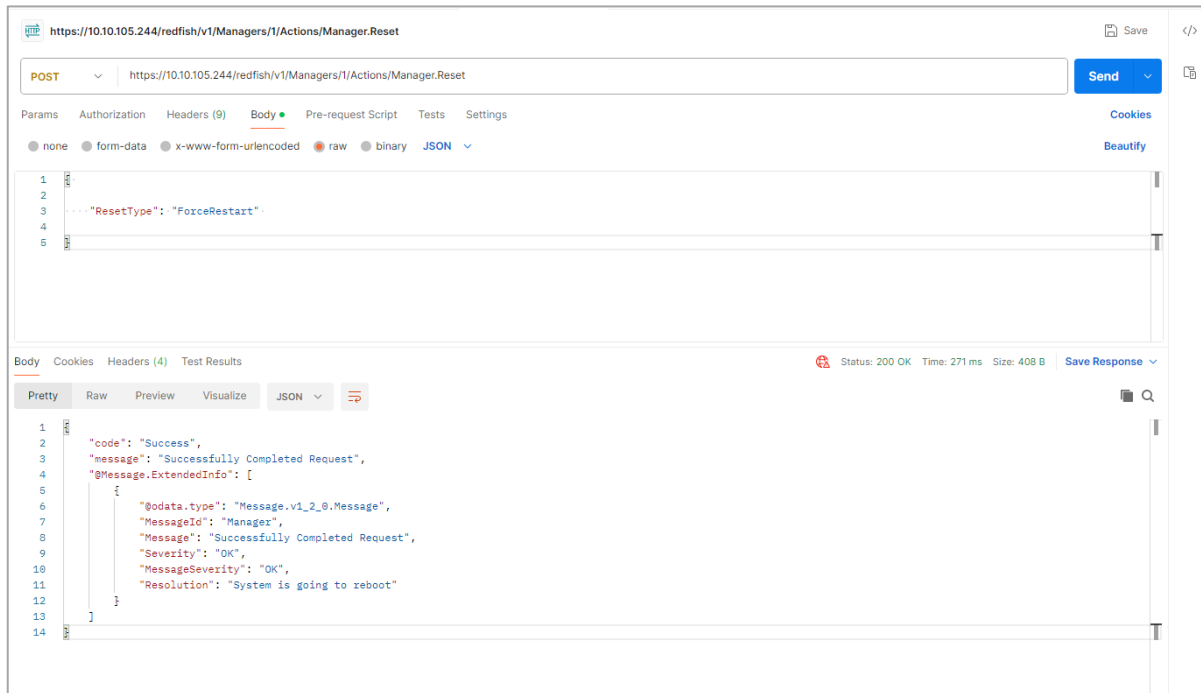 HTTP https://10.10.105.244/redfish/v1/Managers/1/Actions/Manager.Reset Save </>
POST https://10.10.105.244/redfish/v1/Managers/1/Actions/Manager.Reset Send
Params Authorization Headers (9) Body Pre-request Script Tests Settings Cookies
none form-data x-www-form-urlencoded raw binary JSON Beautify
1 {
2
3 "ResetType": "ForceRestart"
4
5 }
Body Cookies Headers (4) Test Results Status: 200 OK Time: 271 ms Size: 408 B Save Response
Pretty Raw Preview Visualize JSON
1 {
2 "code": "Success",
3 "message": "Successfully Completed Request",
4 "@Message.ExtendedInfo": [
5 {
6 "@odata.type": "Message.v1_2_0.Message",
7 "MessageId": "Manager",
8 "Message": "Successfully Completed Request",
9 "Severity": "OK",
10 "MessageSeverity": "OK",
11 "Resolution": "System is going to reboot"
12 }
13 ]
14 }